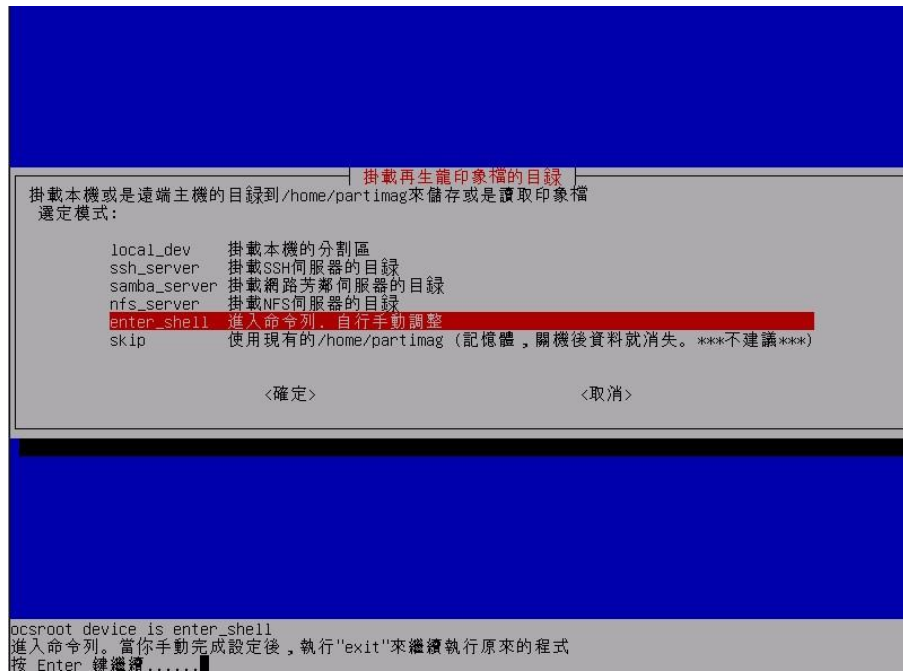 掛載再生龍印象檔的目錄
掛載本機或是遠端主機的目錄到/home/partimag來儲存或是讀取印象檔
選定模式:
local_dev 掛載本機的分割區
ssh_server 掛載SSH伺服器的目錄
samba_server 掛載網路芳鄰伺服器的目錄
nfs_server 掛載NFS伺服器的目錄
enter_shell 進入命令列. 自行手動調整
skip 使用現有的/home/partimag (記憶體,關機後資料就消失。***不建議***)
<確定> <取消>
ocsroot device is enter_shell
進入命令列。當你手動完成設定後,執行"exit"來繼續執行原來的程式
按 Enter 鍵繼續......